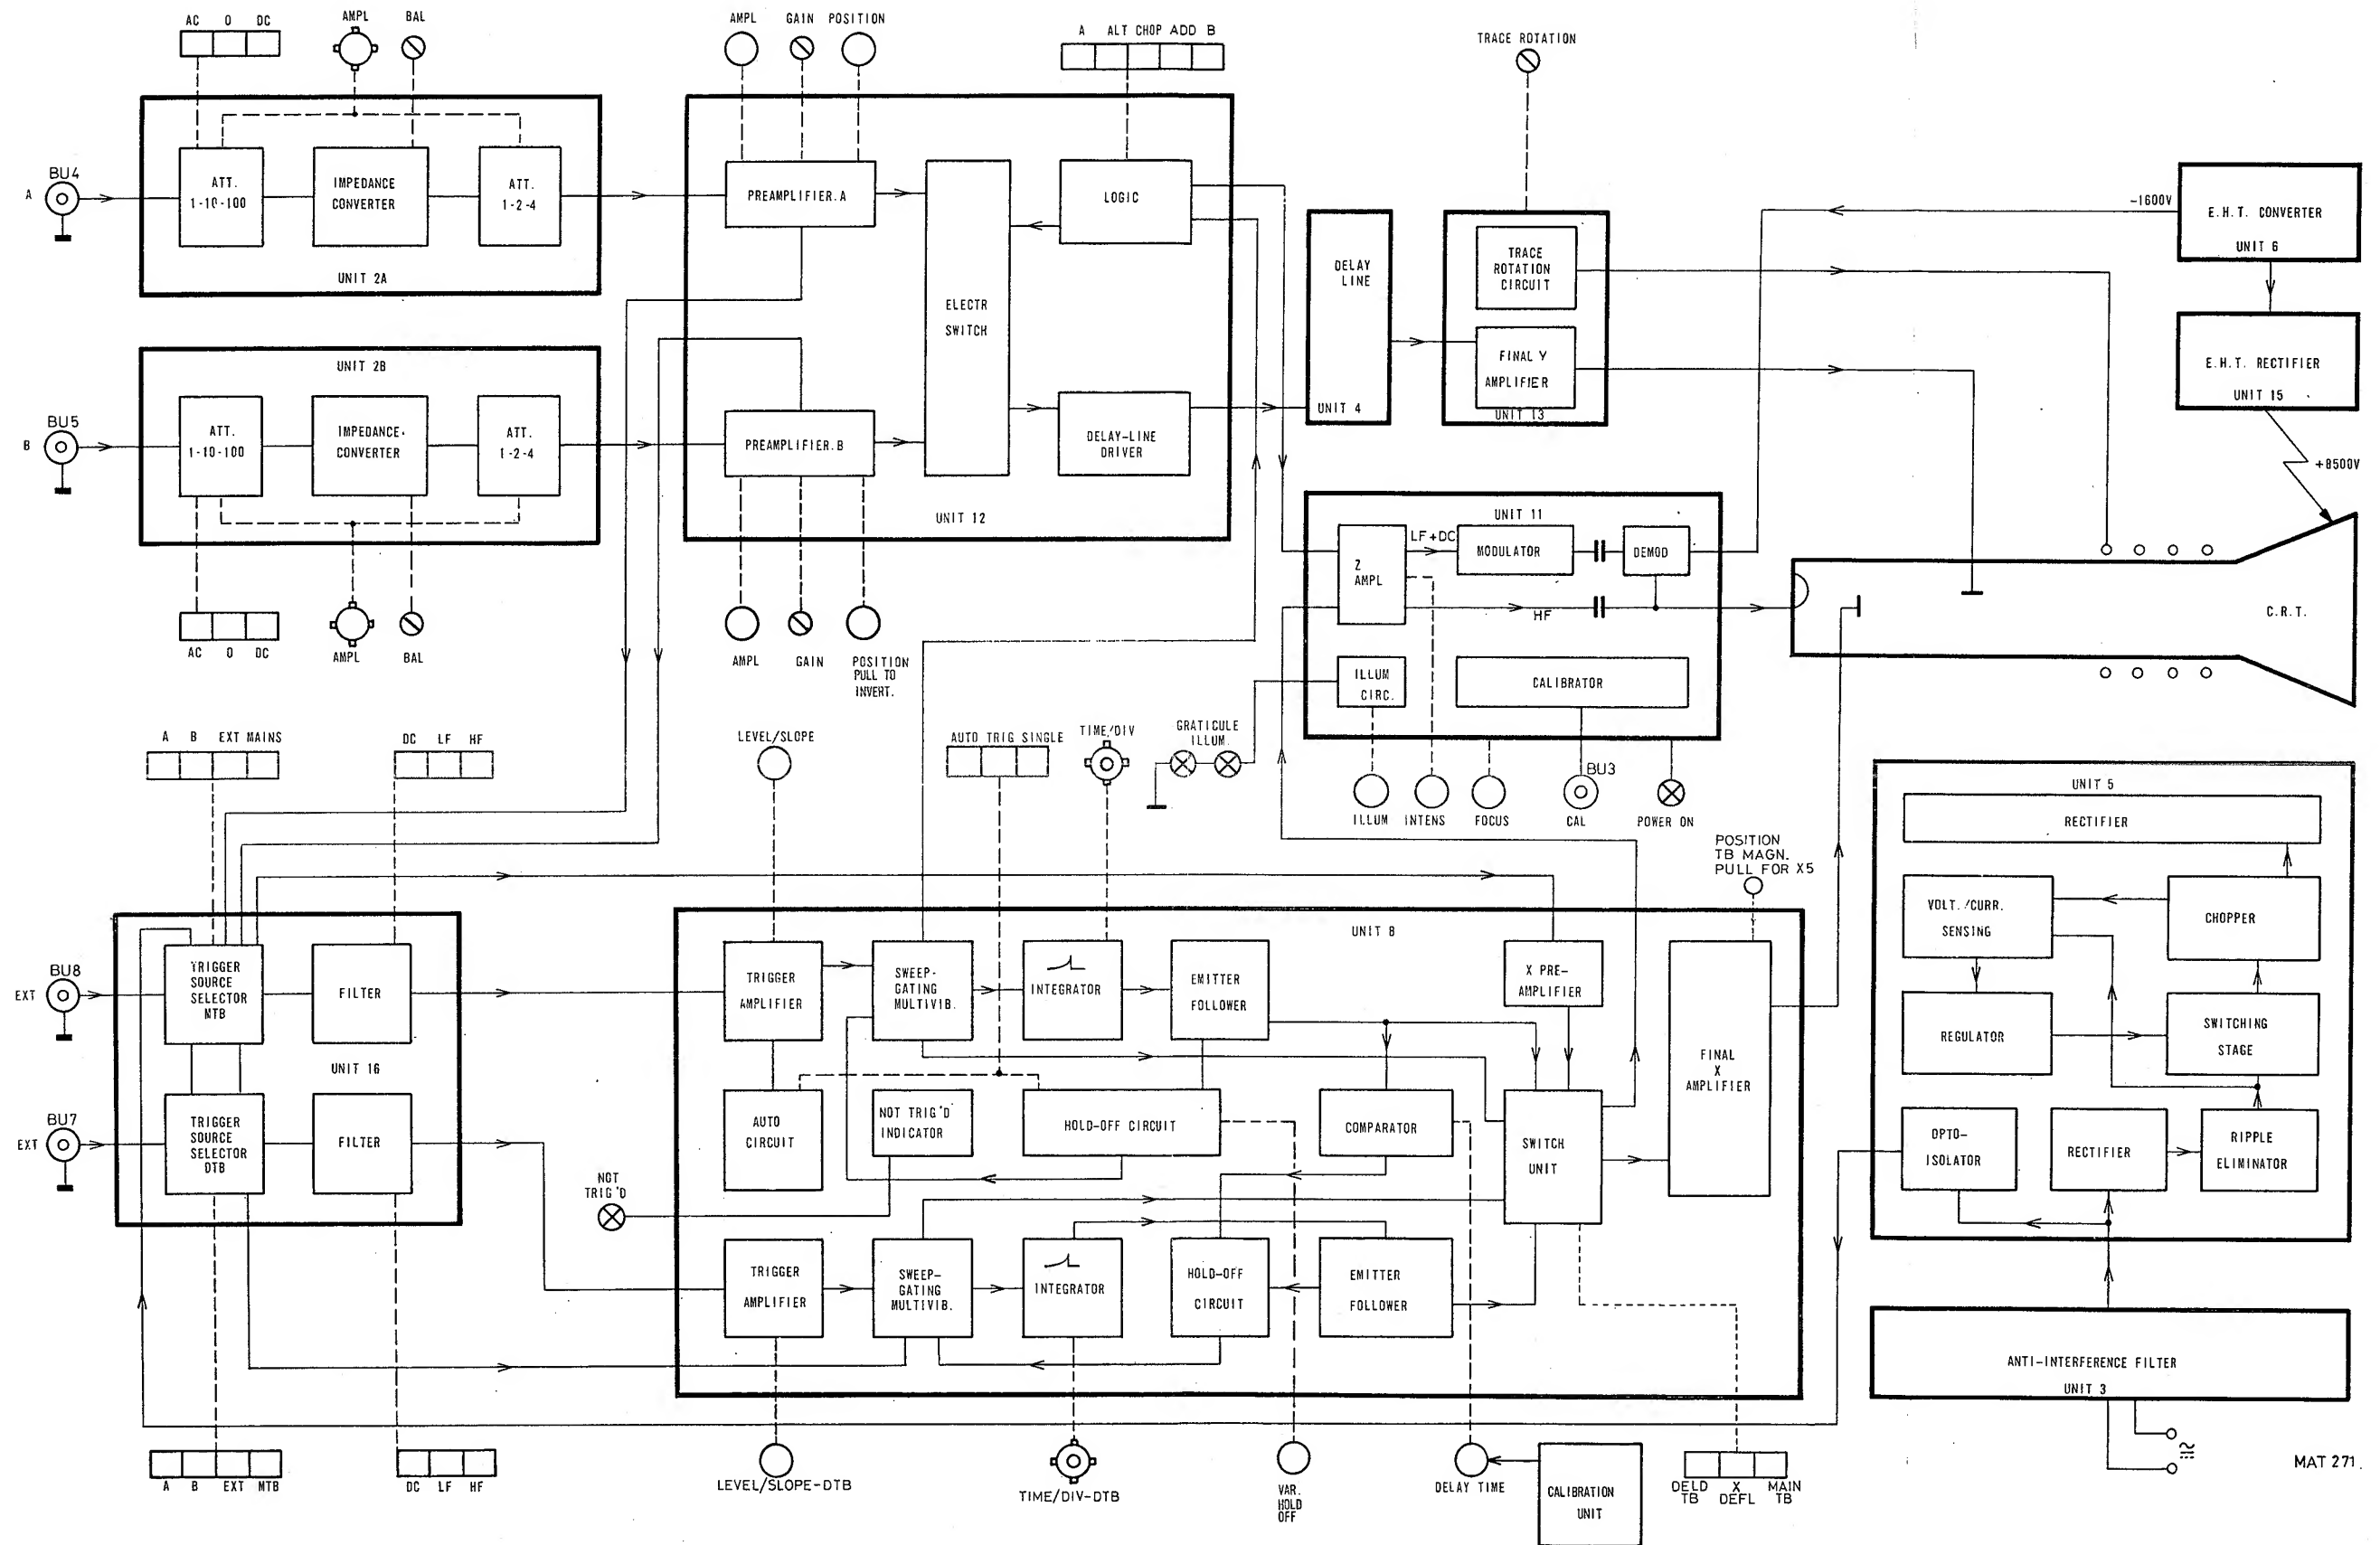 AC O DC
AMPL
BAL
AMPL
GAIN
POSITION
A ALT CHOP ADD B
TRACE ROTATION
A
BU4
ATT.
1-10-100
IMPEDANCE
CONVERTER
ATT.
1-2-4
UNIT 2A
PREAMPLIFIER.A
ELECTR
SWITCH
LOGIC
DELAY
LINE
UNIT 4
TRACE
ROTATION
CIRCUIT
FINAL Y
AMPLIFIER
UNIT 13
-1600V
E.H.T. CONVERTER
UNIT 6
E.H.T. RECTIFIER
UNIT 15
+8500V
UNIT 2B
B
BU5
ATT.
1-10-100
IMPEDANCE
CONVERTER
ATT.
1-2-4
PREAMPLIFIER.B
DELAY-LINE
DRIVER
UNIT 12
AC O DC
AMPL
BAL
AMPL
GAIN
POSITION
PULL TO
INVERT.
UNIT 11
Z
AMPL
LF+DC
MODULATOR
DEMOD
HF
ILLUM
CIRC.
CALIBRATOR
C.R.T.
GRATICULE
ILLUM.
ILLUM
INTENS
FOCUS
BU3
CAL
POWER ON
A B EXT MAINS
DC LF HF
LEVEL/SLOPE
AUTO TRIG SINGLE
TIME/DIV
POSITION
TB MAGN.
PULL FOR X5
EXT
BU8
TRIGGER
SOURCE
SELECTOR
MTB
FILTER
UNIT 16
EXT
BU7
TRIGGER
SOURCE
SELECTOR
DTB
FILTER
UNIT 8
TRIGGER
AMPLIFIER
SWEEP-
GATING
MULTIVIB.
INTEGRATOR
EMITTER
FOLLOWER
X PRE-
AMPLIFIER
FINAL
X
AMPLIFIER
AUTO
CIRCUIT
NOT TRIG'D
INDICATOR
HOLD-OFF CIRCUIT
COMPARATOR
SWITCH
UNIT
NOT
TRIG'D
TRIGGER
AMPLIFIER
SWEEP-
GATING
MULTIVIB.
INTEGRATOR
HOLD-OFF
CIRCUIT
EMITTER
FOLLOWER
UNIT 5
RECTIFIER
VOLT./CURR.
SENSING
CHOPPER
REGULATOR
SWITCHING
STAGE
OPTO-
ISOLATOR
RECTIFIER
RIPPLE
ELIMINATOR
ANTI-INTERFERENCE FILTER
UNIT 3
A B EXT MTB
DC LF HF
LEVEL/SLOPE-DTB
TIME/DIV-DTB
VAR.
HOLD
OFF
DELAY TIME
CALIBRATION
UNIT
DELD
TB
X
DEFL
MAIN
TB
MAT 271